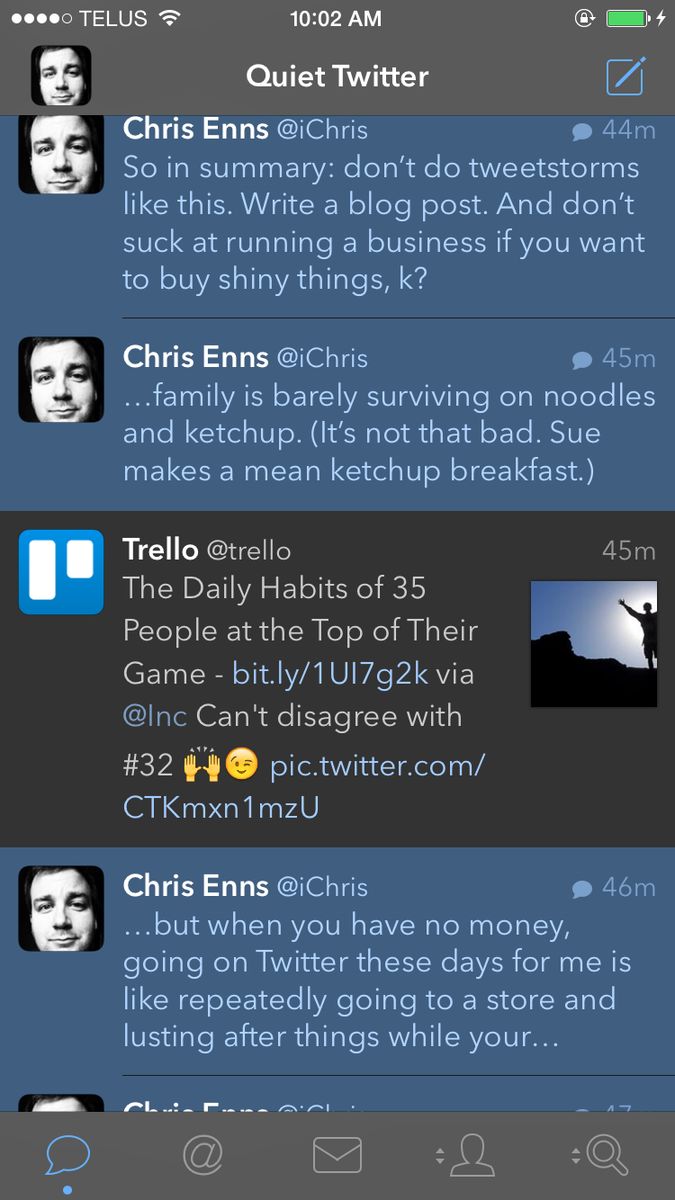 TELUS 10:02 AM
Quiet Twitter
Chris Enns @iChris 44m
So in summary: don’t do tweetstorms
like this. Write a blog post. And don’t
suck at running a business if you want
to buy shiny things, k?
Chris Enns @iChris 45m
…family is barely surviving on noodles
and ketchup. (It’s not that bad. Sue
makes a mean ketchup breakfast.)
Trello @trello 45m
The Daily Habits of 35
People at the Top of Their
Game - bit.ly/1UI7g2k via
@Inc Can't disagree with
#32 🙌😉 pic.twitter.com/
CTKmxn1mzU
Chris Enns @iChris 46m
…but when you have no money,
going on Twitter these days for me is
like repeatedly going to a store and
lusting after things while your…
Chris Enns @iChris 47m
@